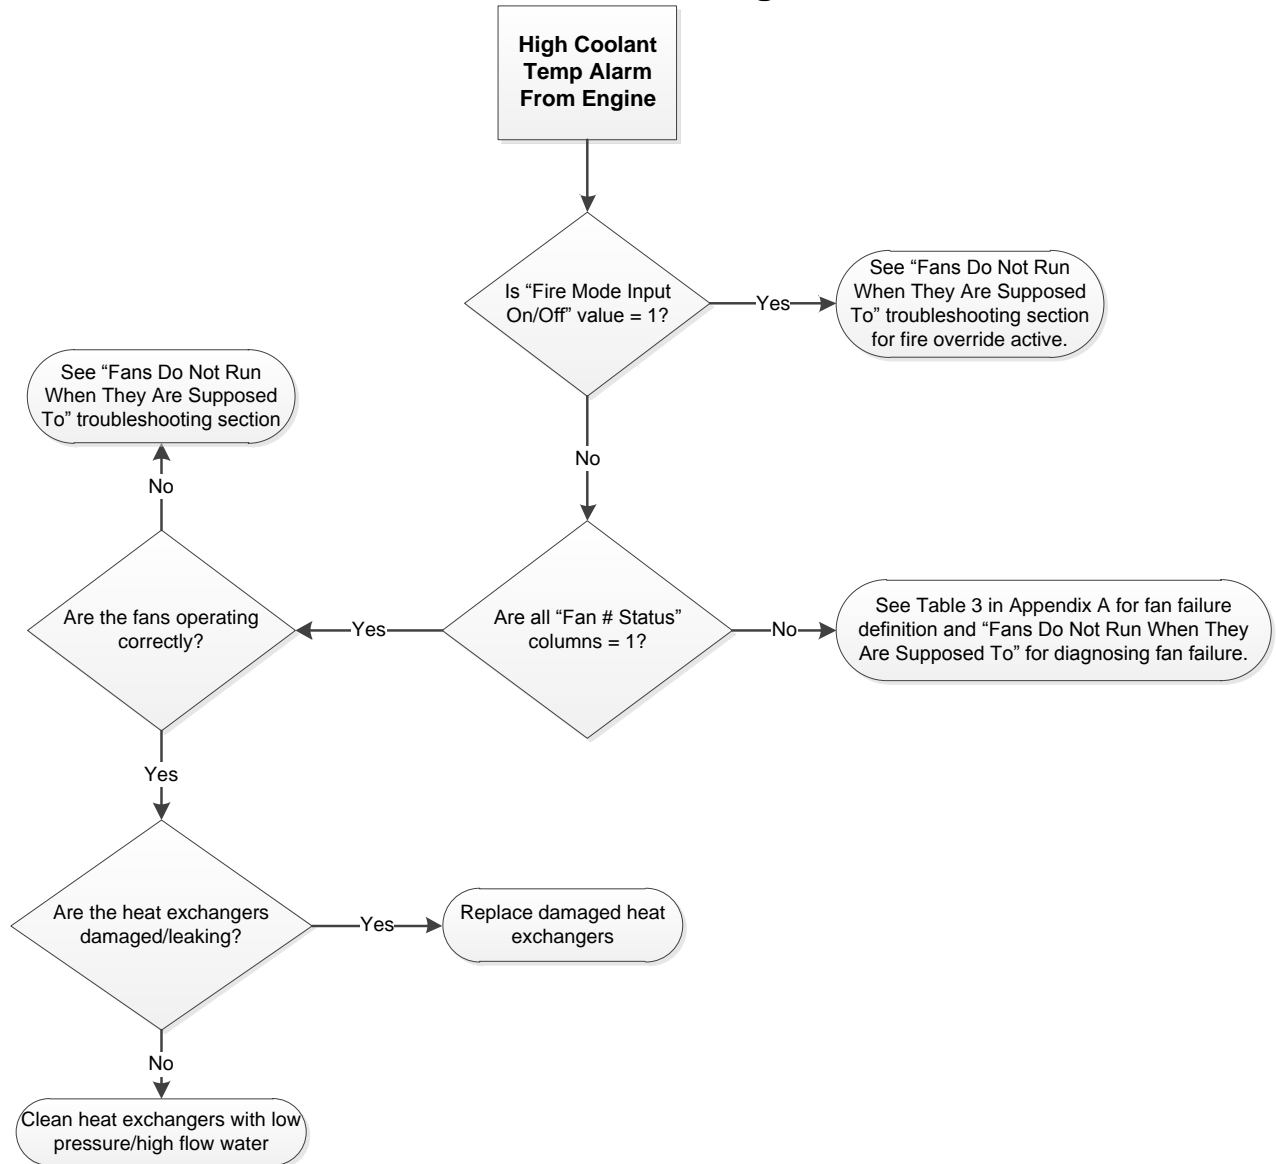 High Coolant
Temp Alarm
From Engine
Is “Fire Mode Input
On/Off” value = 1?
Yes
See “Fans Do Not Run
When They Are Supposed
To” troubleshooting section
for fire override active.
No
See “Fans Do Not Run
When They Are Supposed
To” troubleshooting section
No
Are the fans operating
correctly?
Yes
Are all “Fan # Status”
columns = 1?
No
See Table 3 in Appendix A for fan failure
definition and “Fans Do Not Run When They
Are Supposed To” for diagnosing fan failure.
Yes
Are the heat exchangers
damaged/leaking?
Yes
Replace damaged heat
exchangers
No
Clean heat exchangers with low
pressure/high flow water